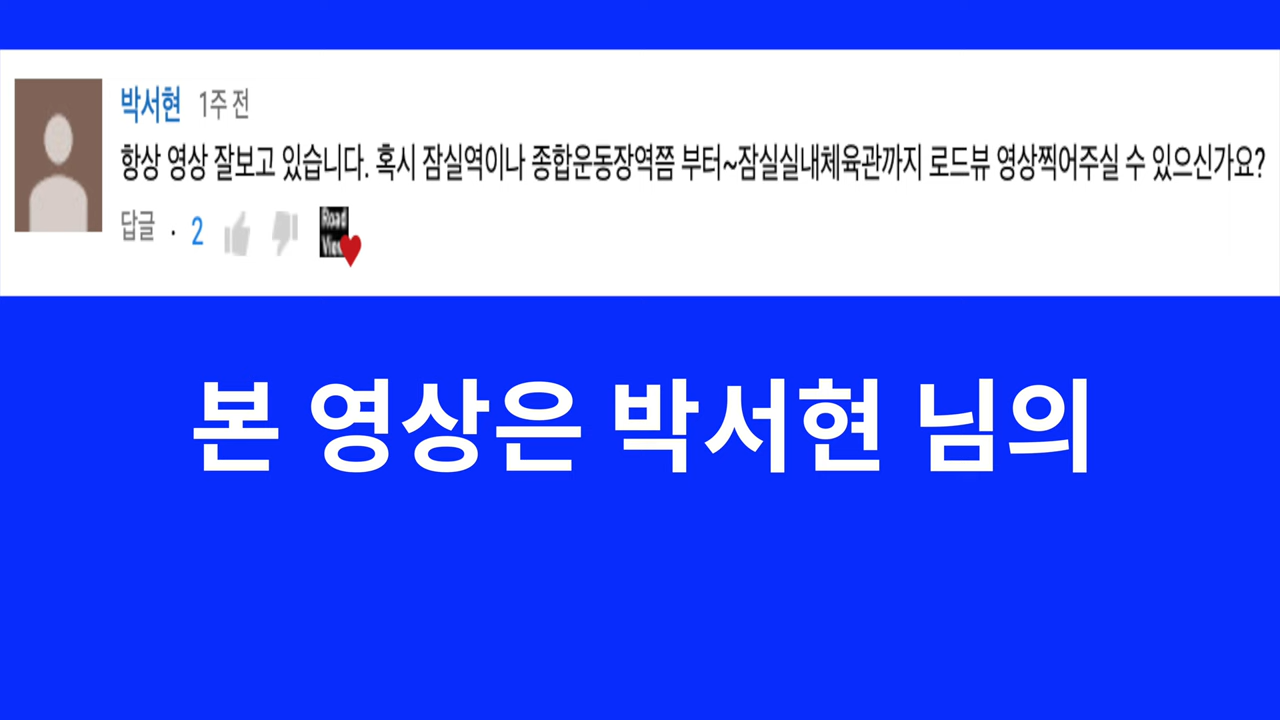 박서현 1주 전
항상 영상 잘보고 있습니다. 혹시 잠실역이나 종합운동장역쯤 부터~잠실실내체육관까지 로드뷰 영상찍어주실 수 있으신가요?
답글 · 2
Road
View
본 영상은 박서현 님의